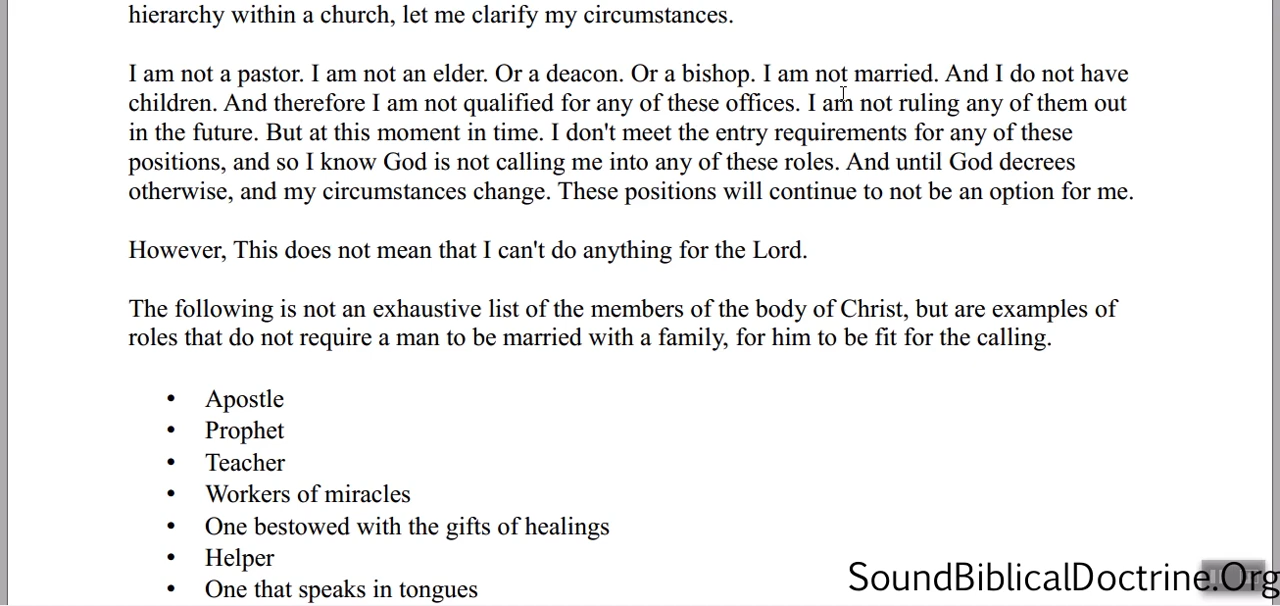 hierarchy within a church, let me clarify my circumstances.
I am not a pastor. I am not an elder. Or a deacon. Or a bishop. I am not married. And I do not have
children. And therefore I am not qualified for any of these offices. I am not ruling any of them out
in the future. But at this moment in time. I don't meet the entry requirements for any of these
positions, and so I know God is not calling me into any of these roles. And until God decrees
otherwise, and my circumstances change. These positions will continue to not be an option for me.
However, This does not mean that I can't do anything for the Lord.
The following is not an exhaustive list of the members of the body of Christ, but are examples of
roles that do not require a man to be married with a family, for him to be fit for the calling.
• Apostle
• Prophet
• Teacher
• Workers of miracles
• One bestowed with the gifts of healings
• Helper
• One that speaks in tongues
SoundBiblicalDoctrine.Org